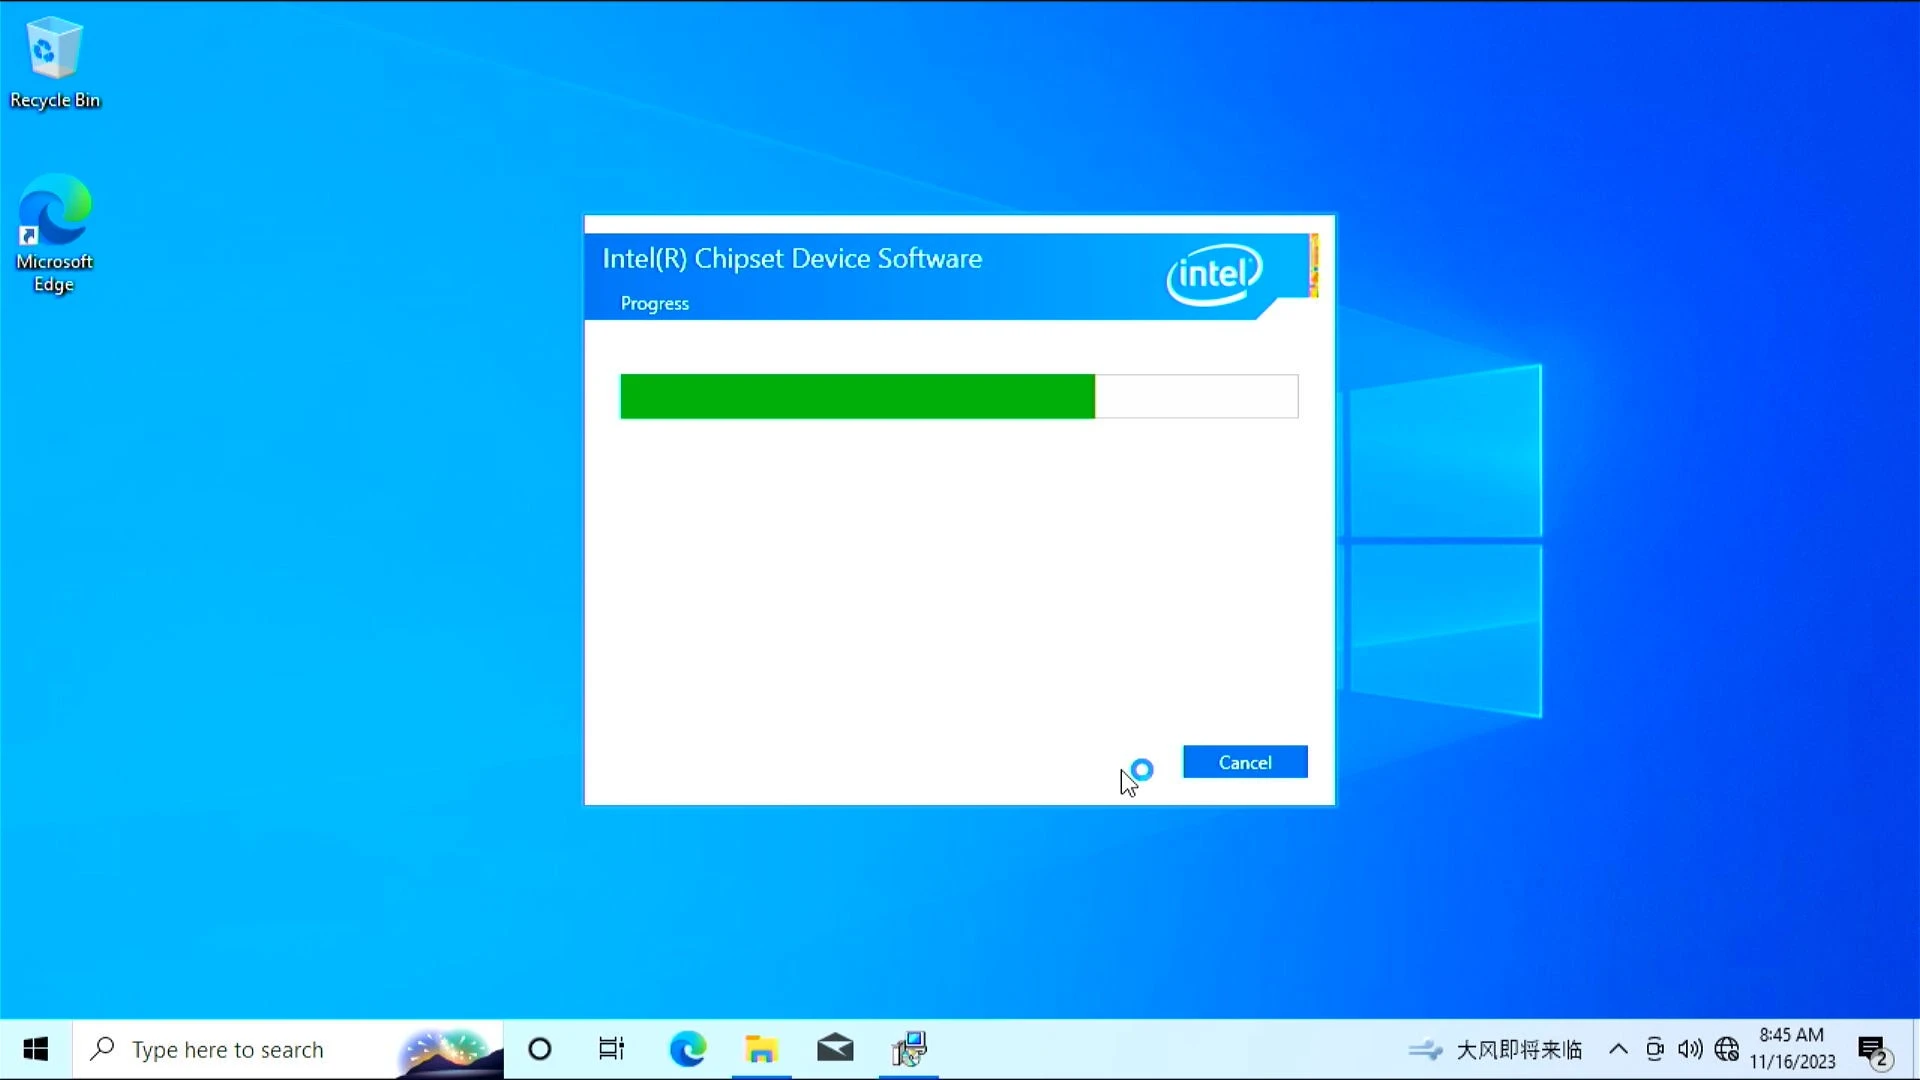 Recycle Bin
Microsoft
Edge
Intel(R) Chipset Device Software
intel
Progress
Cancel
Type here to search
大风即将来临
8:45 AM
11/16/2023
2